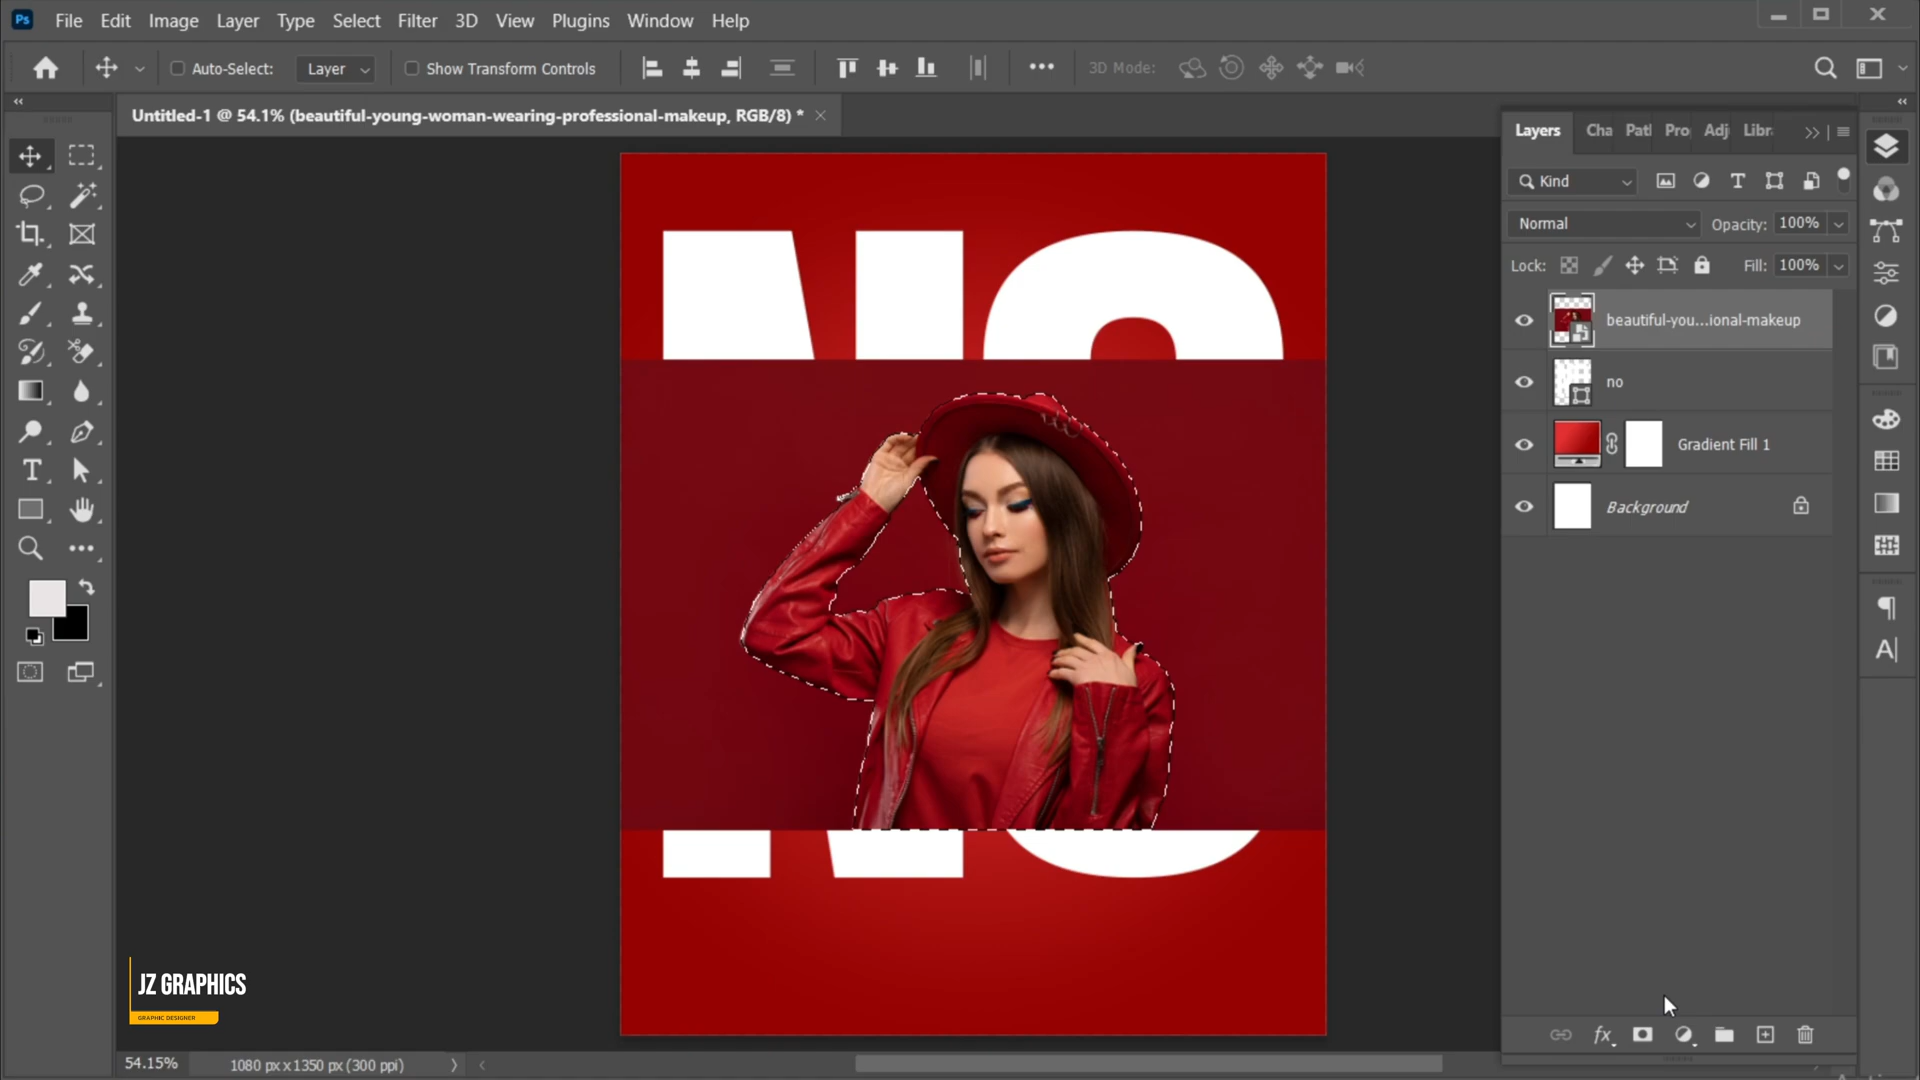 Ps File Edit Image Layer Type Select Filter 3D View Plugins Window Help
Auto-Select: Layer Show Transform Controls 3D Mode:
Untitled-1 @ 54.1% (beautiful-young-woman-wearing-professional-makeup, RGB/8) *
Layers Cha Pat Pro Adj Libr
Kind
Normal Opacity: 100%
Lock: Fill: 100%
beautiful-you...ional-makeup
no
Gradient Fill 1
Background
NO
JZ GRAPHICS
GRAPHIC DESIGNER
fx
54.15% 1080 px x 1350 px (300 ppi)